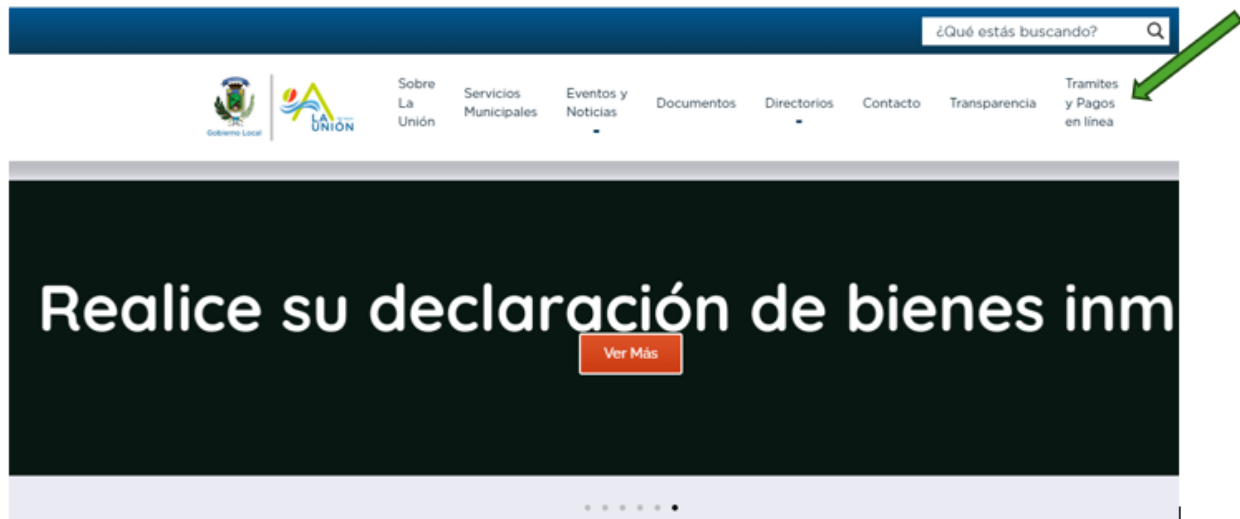 ¿Qué estás buscando?
Gobierno Local
LA
UNIÓN
Sobre
La
Unión
Servicios
Municipales
Eventos y
Noticias
Documentos
Directorios
Contacto
Transparencia
Tramites
y Pagos
en línea
Realice su declaración de bienes inm
Ver Más